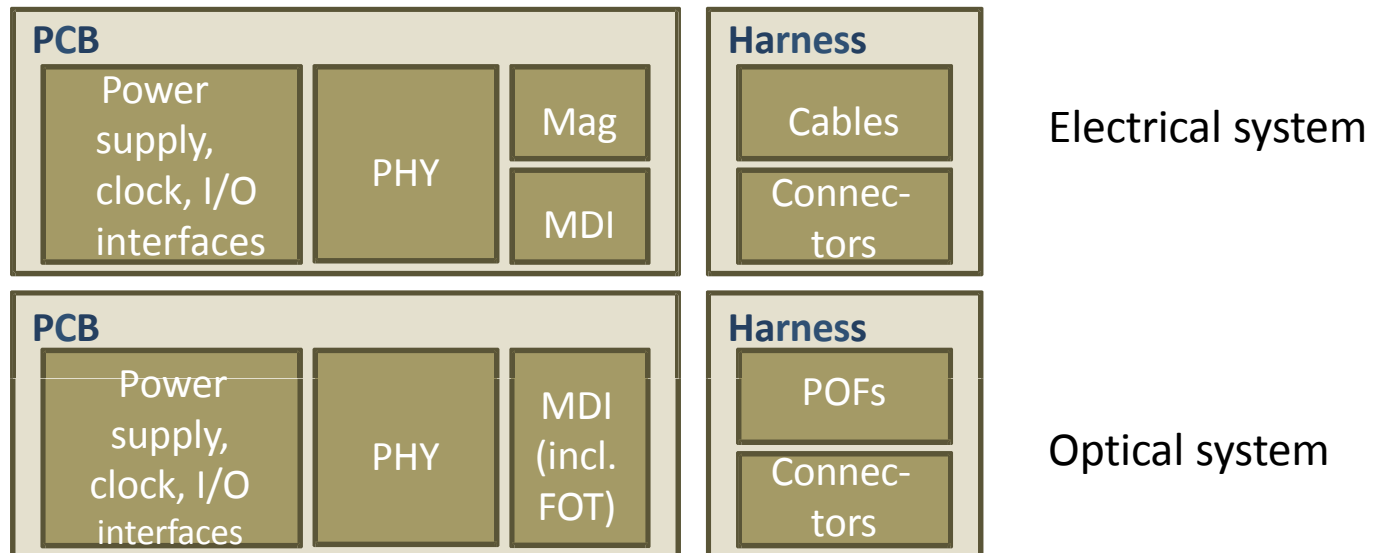 PCB
Power
supply,
clock, I/O
interfaces
PHY
Mag
MDI
Harness
Cables
Connec-
tors
Electrical system
PCB
Power
supply,
clock, I/O
interfaces
PHY
MDI
(incl.
FOT)
Harness
POFs
Connec-
tors
Optical system